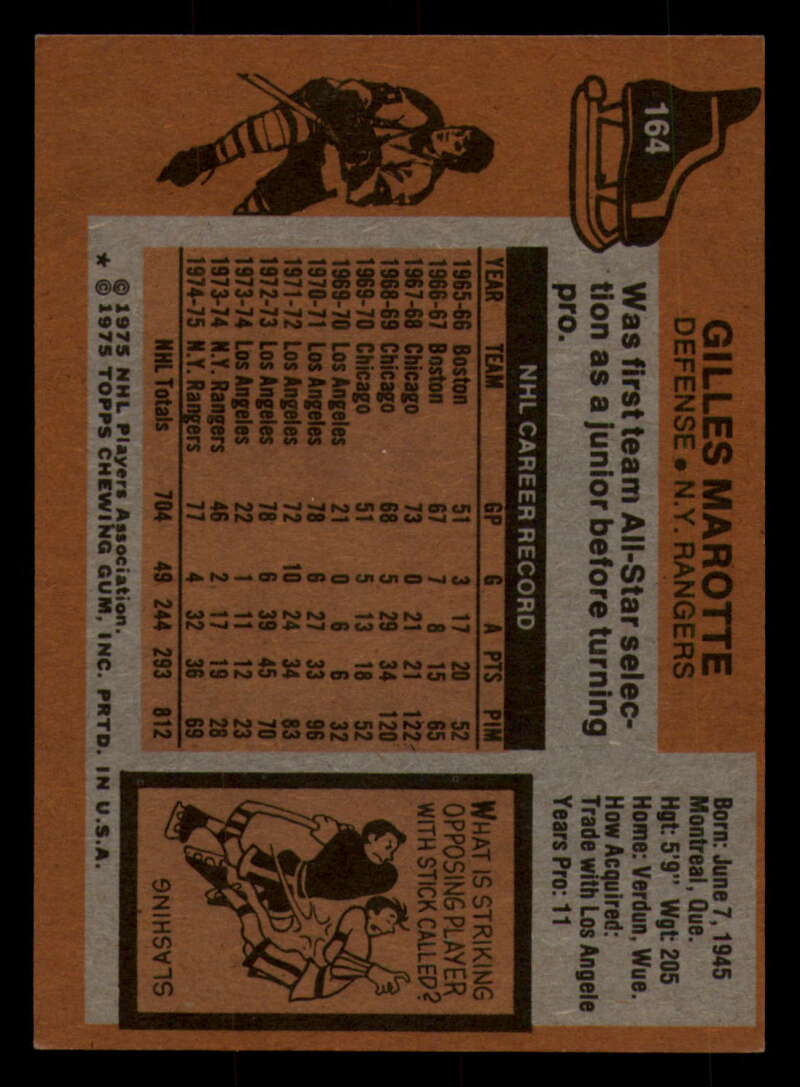 164
GILLES MAROTTE
DEFENSE • N.Y. RANGERS
Was first team All-Star selec-
tion as a junior before turning
pro.
Born: June 7, 1945
Montreal, Que.
Hgt: 5'9" Wgt: 205
Home: Verdun, Wue.
How Acquired:
Trade with Los Angele
Years Pro: 11
NHL CAREER RECORD
YEAR TEAM GP G A PTS PIM
1965-66 Boston 51 3 17 20 52
1966-67 Boston 67 7 8 15 65
1967-68 Chicago 73 0 21 21 122
1968-69 Chicago 68 5 29 34 120
1969-70 Chicago 51 5 13 18 52
1969-70 Los Angeles 21 0 6 6 32
1970-71 Los Angeles 78 6 27 33 96
1971-72 Los Angeles 72 10 24 34 83
1972-73 Los Angeles 78 6 39 45 70
1973-74 Los Angeles 22 1 11 12 23
1973-74 N.Y. Rangers 46 2 17 19 28
1974-75 N.Y. Rangers 77 4 32 36 69
NHL Totals 704 49 244 293 812
WHAT IS STRIKING
OPPOSING PLAYER
WITH STICK CALLED?
SLASHING
© 1975 NHL Players Association.
* © 1975 TOPPS CHEWING GUM, INC. PRTD. IN U.S.A.